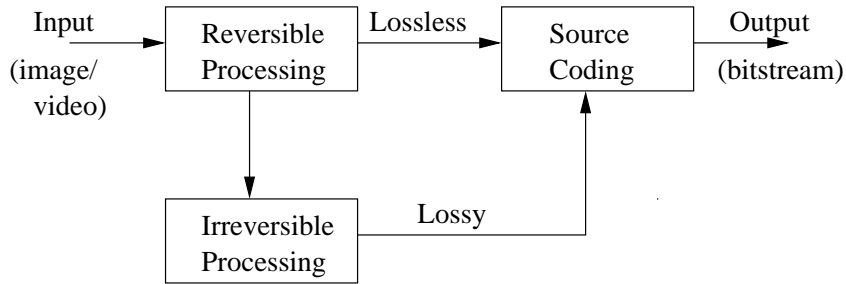 Input
(image/
video)
Reversible
Processing
Lossless
Source
Coding
Output
(bitstream)
Irreversible
Processing
Lossy